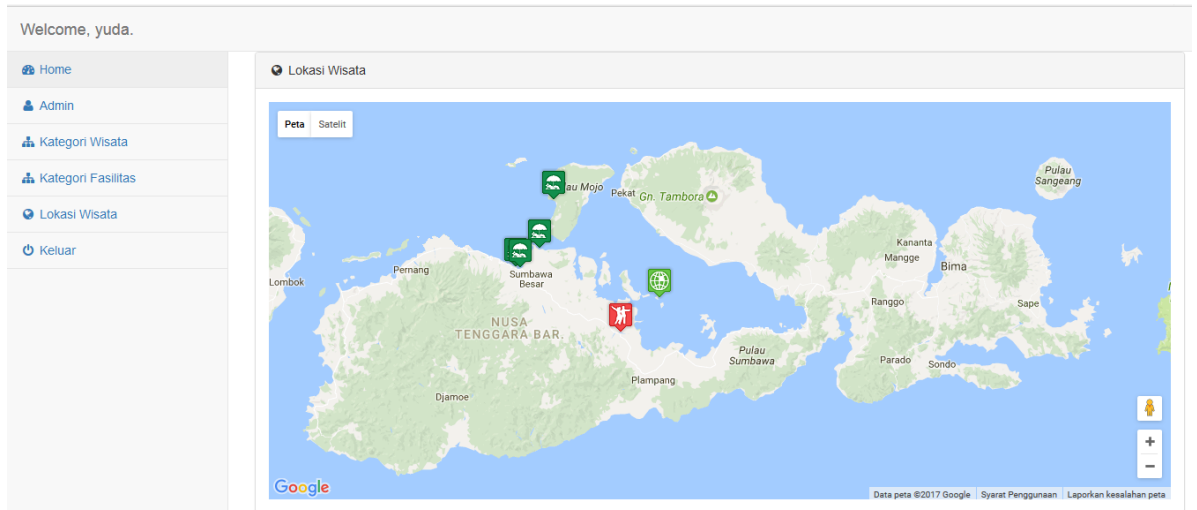 Welcome, yuda.
Home
Admin
Kategori Wisata
Kategori Fasilitas
Lokasi Wisata
Keluar
Lokasi Wisata
Peta Satelit
Pulau
Sangeang
au Mojo
Pekat
Gn. Tambora
Kananta
Mangge
Bima
Lombok
Pernang
Sumbawa
Besar
Ranggo
Sape
NUSA
TENGGARA BAR.
Pulau
Sumbawa
Parado
Sondo
Plampang
Djamoe
+
−
Google
Data peta ©2017 Google Syarat Penggunaan Laporkan kesalahan peta